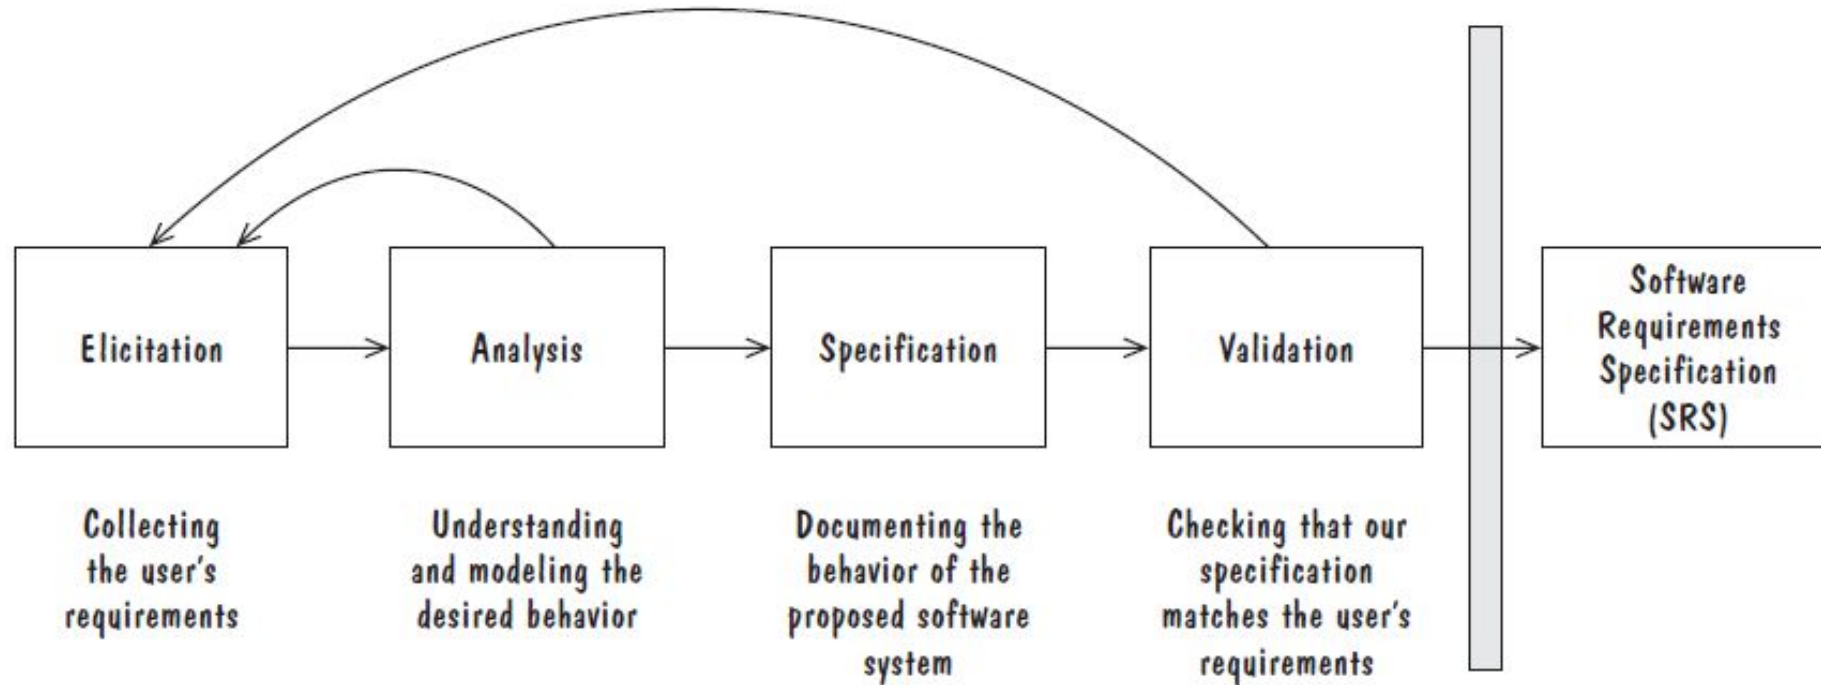 Elicitation
Analysis
Specification
Validation
Software
Requirements
Specification
(SRS)
Collecting
the user's
requirements
Understanding
and modeling the
desired behavior
Documenting the
behavior of the
proposed software
system
Checking that our
specification
matches the user's
requirements